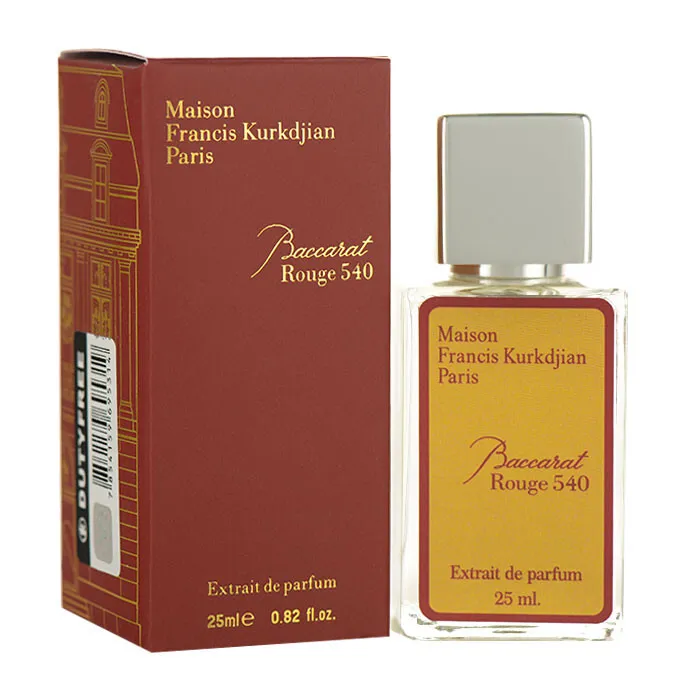 Maison
Francis Kurkdjian
Paris
Baccarat
Rouge 540
Extrait de parfum
25ml e 0.82 fl.oz.
DUTYFREE
7854159695314
Maison
Francis Kurkdjian
Paris
Baccarat
Rouge 540
Extrait de parfum
25 ml.